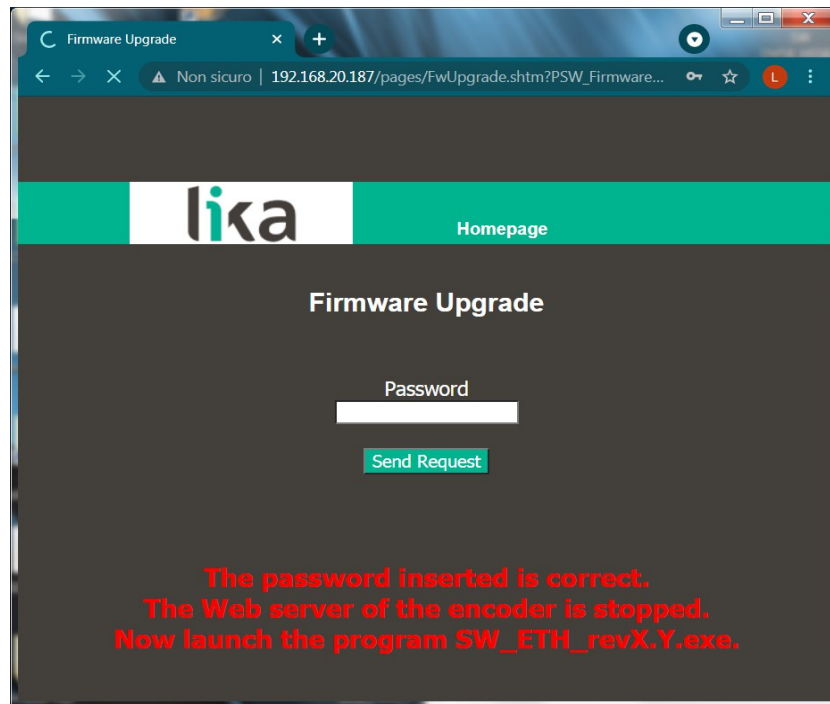 Firmware Upgrade
Non sicuro | 192.168.20.187/pages/FwUpgrade.shtm?PSW_Firmware...
L
lika
Homepage
Firmware Upgrade
Password
Send Request
The password inserted is correct.
The Web server of the encoder is stopped.
Now launch the program SW_ETH_revX.Y.exe.